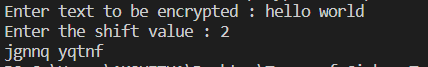 Enter text to be encrypted : hello world
Enter the shift value : 2
jgnnq yqtnf